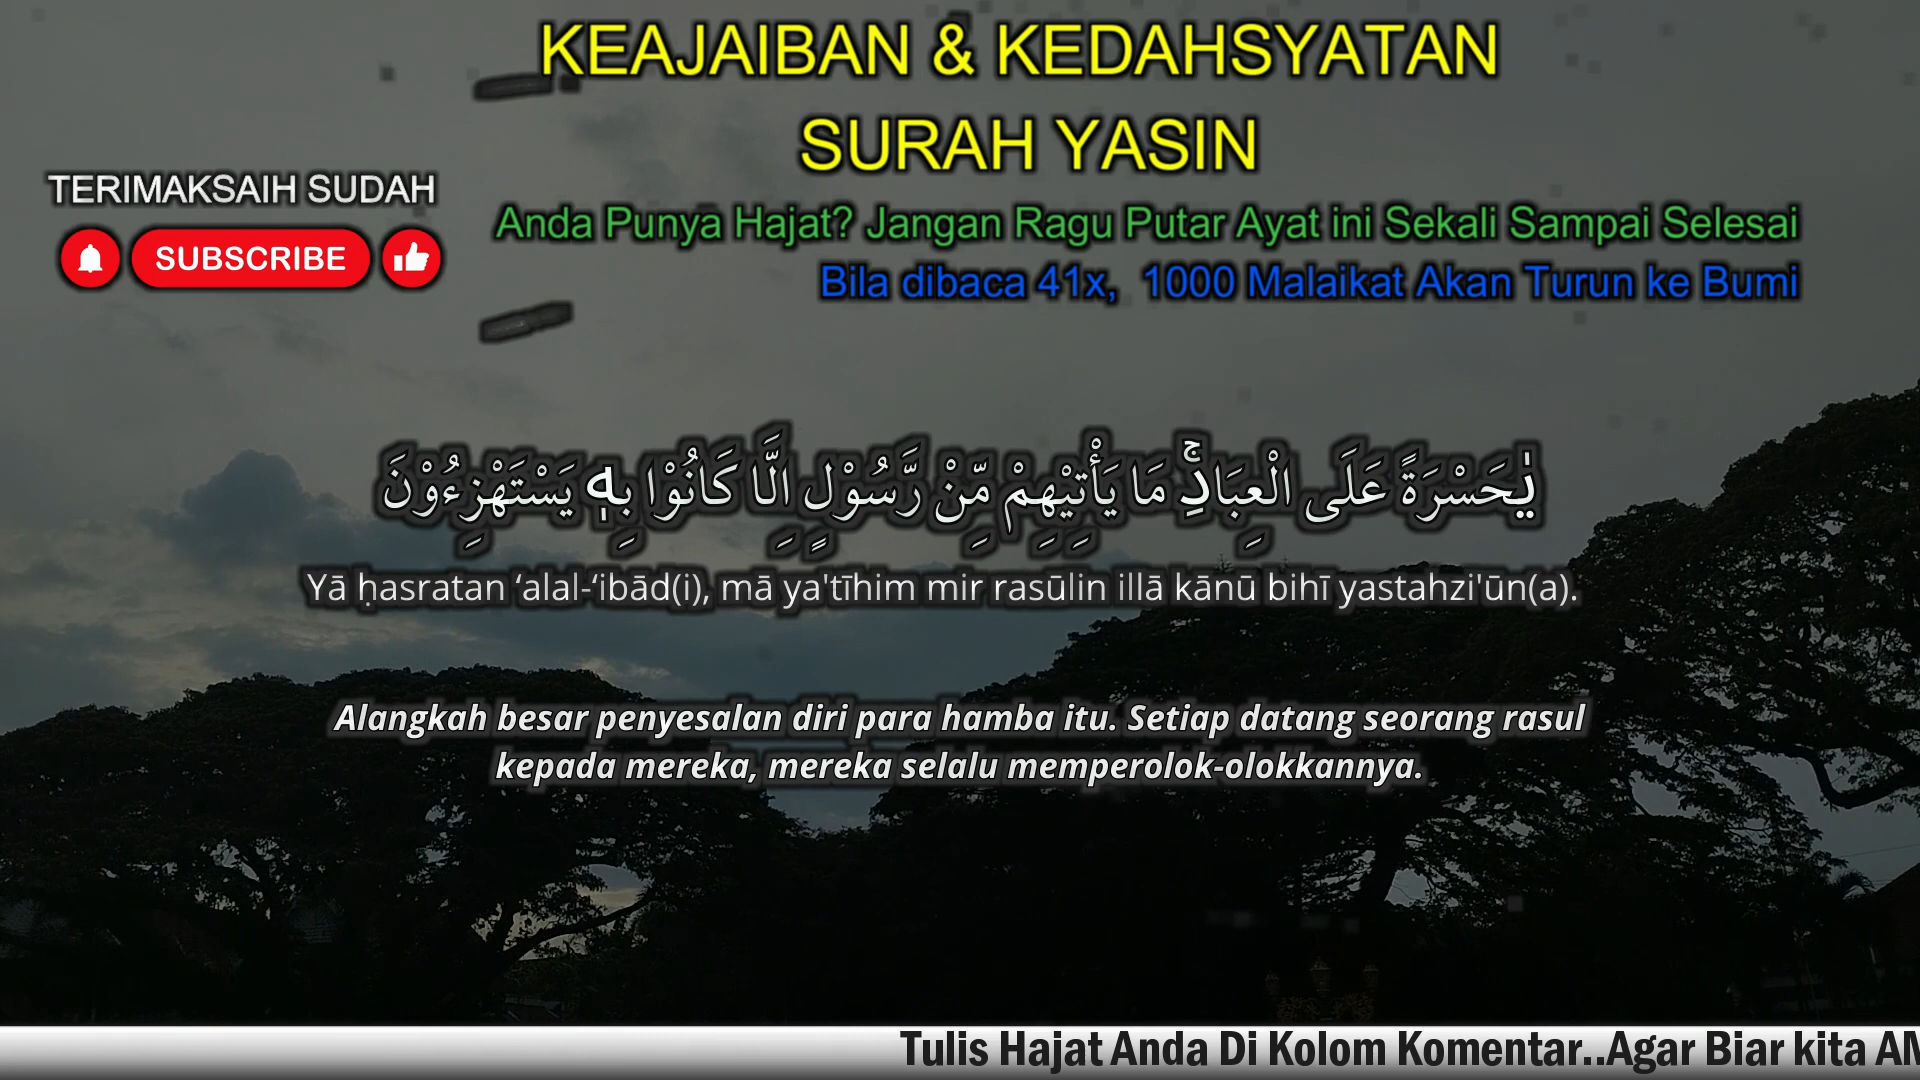 KEAJAIBAN & KEDAHSYATAN
SURAH YASIN
TERIMAKSAIH SUDAH
SUBSCRIBE
Anda Punya Hajat? Jangan Ragu Putar Ayat ini Sekali Sampai Selesai
Bila dibaca 41x, 1000 Malaikat Akan Turun ke Bumi
يٰحَسْرَةً عَلَى الْعِبَادِۚ مَا يَأْتِيْهِمْ مِّنْ رَّسُوْلٍ اِلَّا كَانُوْا بِهٖ يَسْتَهْزِءُوْنَ
Yā ḥasratan ‘alal-‘ibād(i), mā ya'tīhim mir rasūlin illā kānū bihī yastahzi'ūn(a).
Alangkah besar penyesalan diri para hamba itu. Setiap datang seorang rasul
kepada mereka, mereka selalu memperolok-olokkannya.
Tulis Hajat Anda Di Kolom Komentar..Agar Biar kita